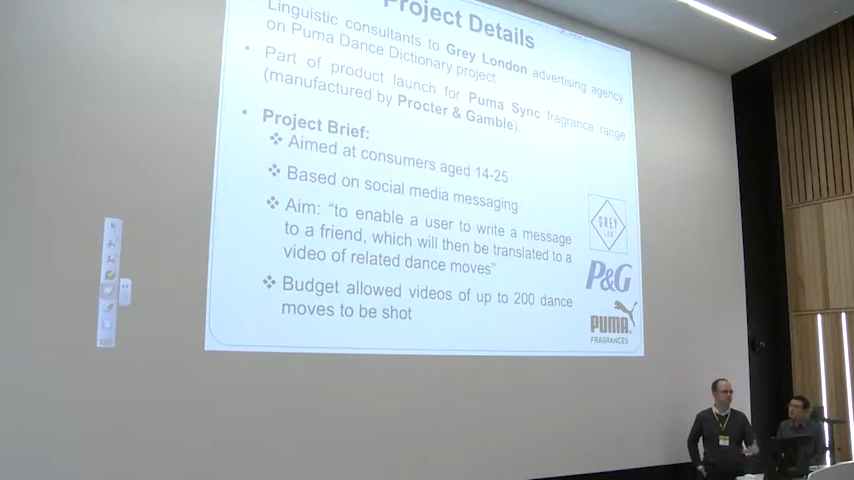 Project Details
Linguistic consultants to Grey London advertising agency
on Puma Dance Dictionary project.
Part of product launch for Puma Sync fragrance range
(manufactured by Procter & Gamble).
Project Brief:
Aimed at consumers aged 14-25
Based on social media messaging
Aim: “to enable a user to write a message
to a friend, which will then be translated to a
video of related dance moves”
Budget allowed videos of up to 200 dance
moves to be shot
GREY
P&G
PUMA
FRAGRANCES